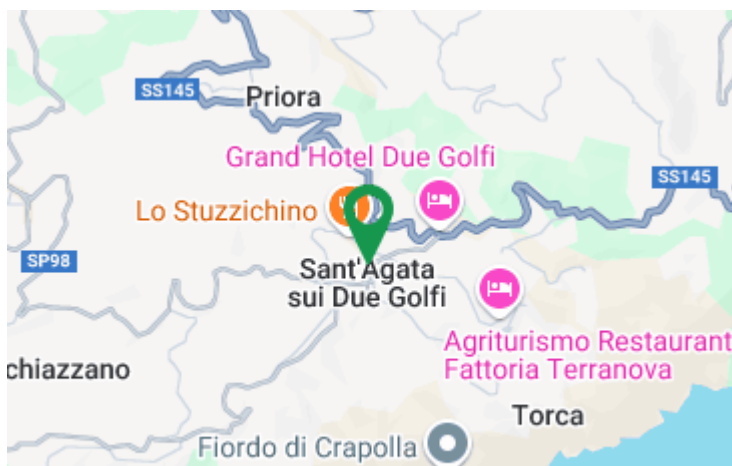 SS145
Priora
Grand Hotel Due Golfi
SS145
Lo Stuzzichino
SP98
Sant'Agata
sui Due Golfi
Agriturismo Restaurant
Fattoria Terranova
chiazzano
Torca
Fiordo di Crapolla